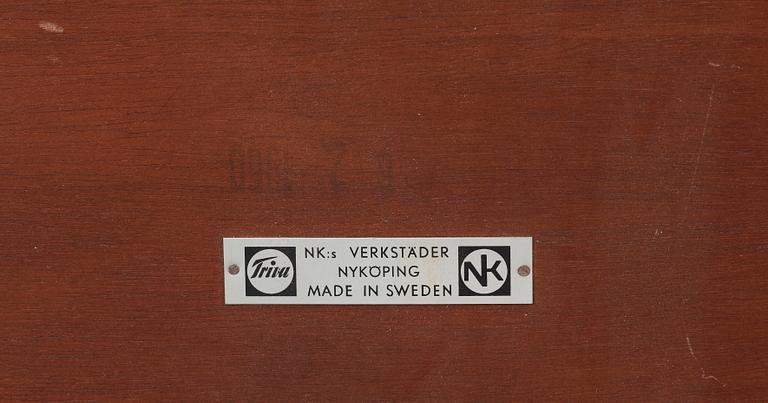 Triva
NK:s VERKSTÄDER
NYKÖPING
MADE IN SWEDEN
NK